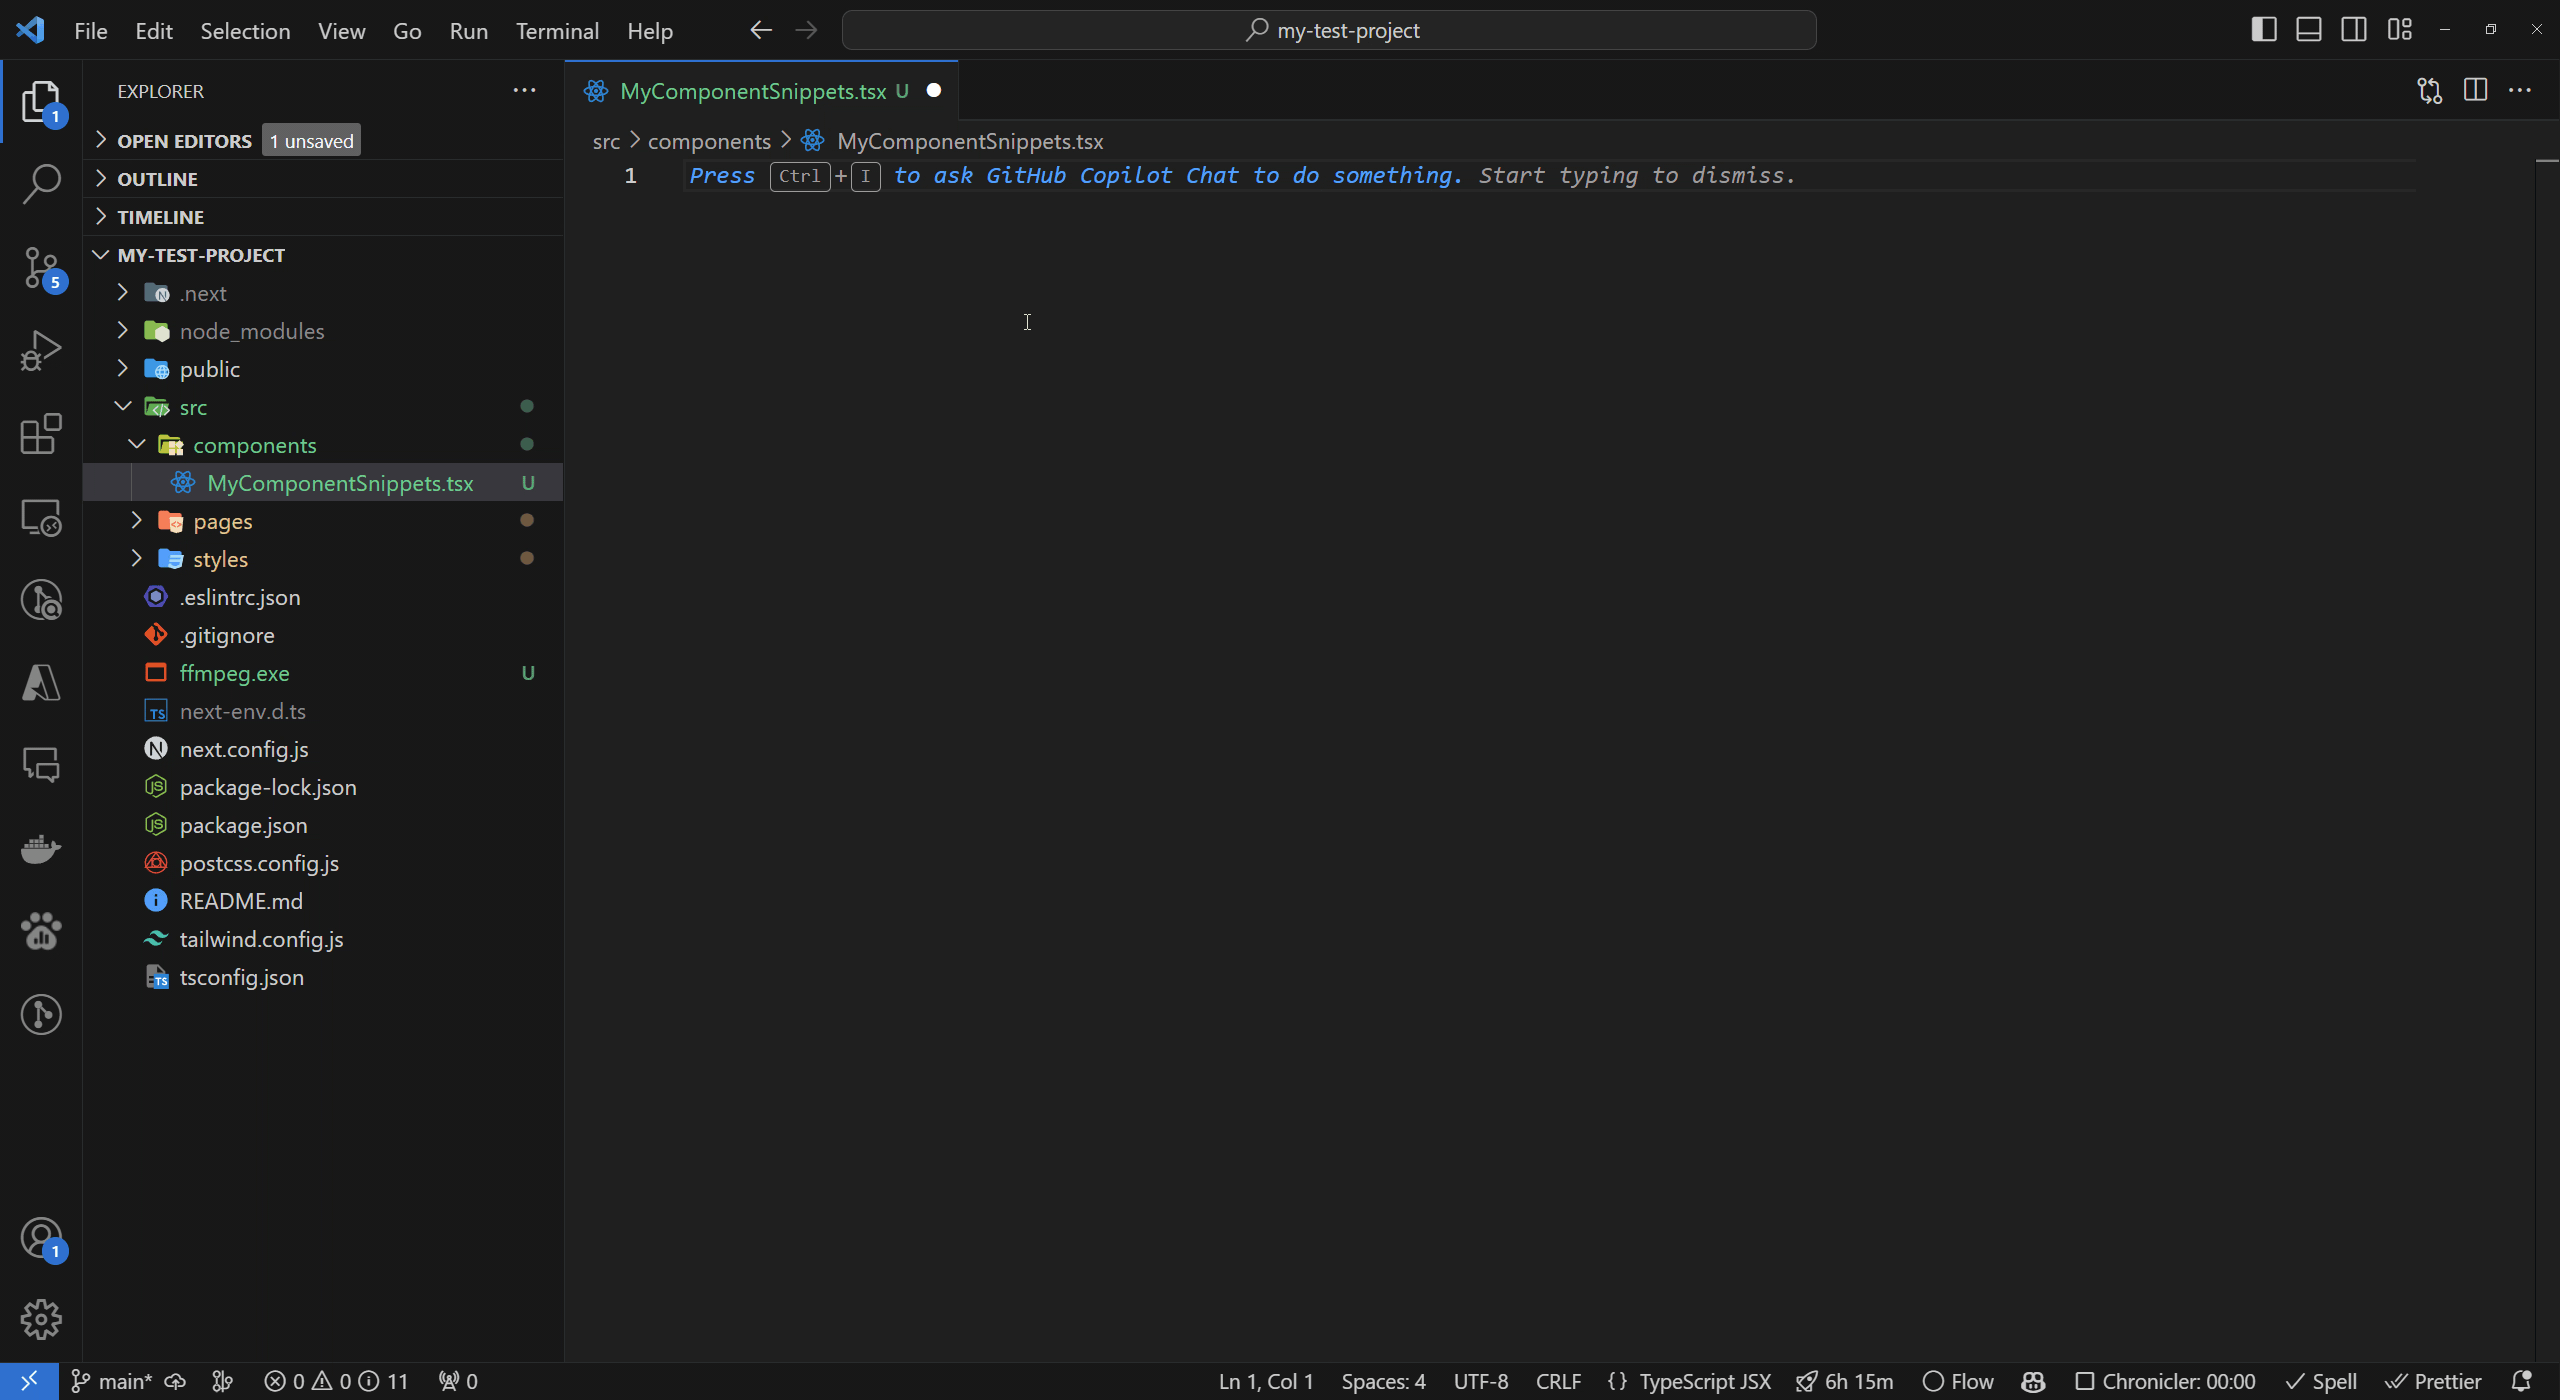 File Edit Selection View Go Run Terminal Help my-test-project
EXPLORER
1
OPEN EDITORS 1 unsaved
OUTLINE
TIMELINE
MY-TEST-PROJECT
.next
5
node_modules
public
src
components
MyComponentSnippets.tsx U
pages
styles
.eslintrc.json
.gitignore
ffmpeg.exe U
next-env.d.ts
next.config.js
package-lock.json
package.json
postcss.config.js
README.md
tailwind.config.js
tsconfig.json
1
MyComponentSnippets.tsx U
src components MyComponentSnippets.tsx
1 Press Ctrl+I to ask GitHub Copilot Chat to do something. Start typing to dismiss.
main* 0 0 11 0 Ln 1, Col 1 Spaces: 4 UTF-8 CRLF {} TypeScript JSX 6h 15m Flow Chronicler: 00:00 Spell Prettier